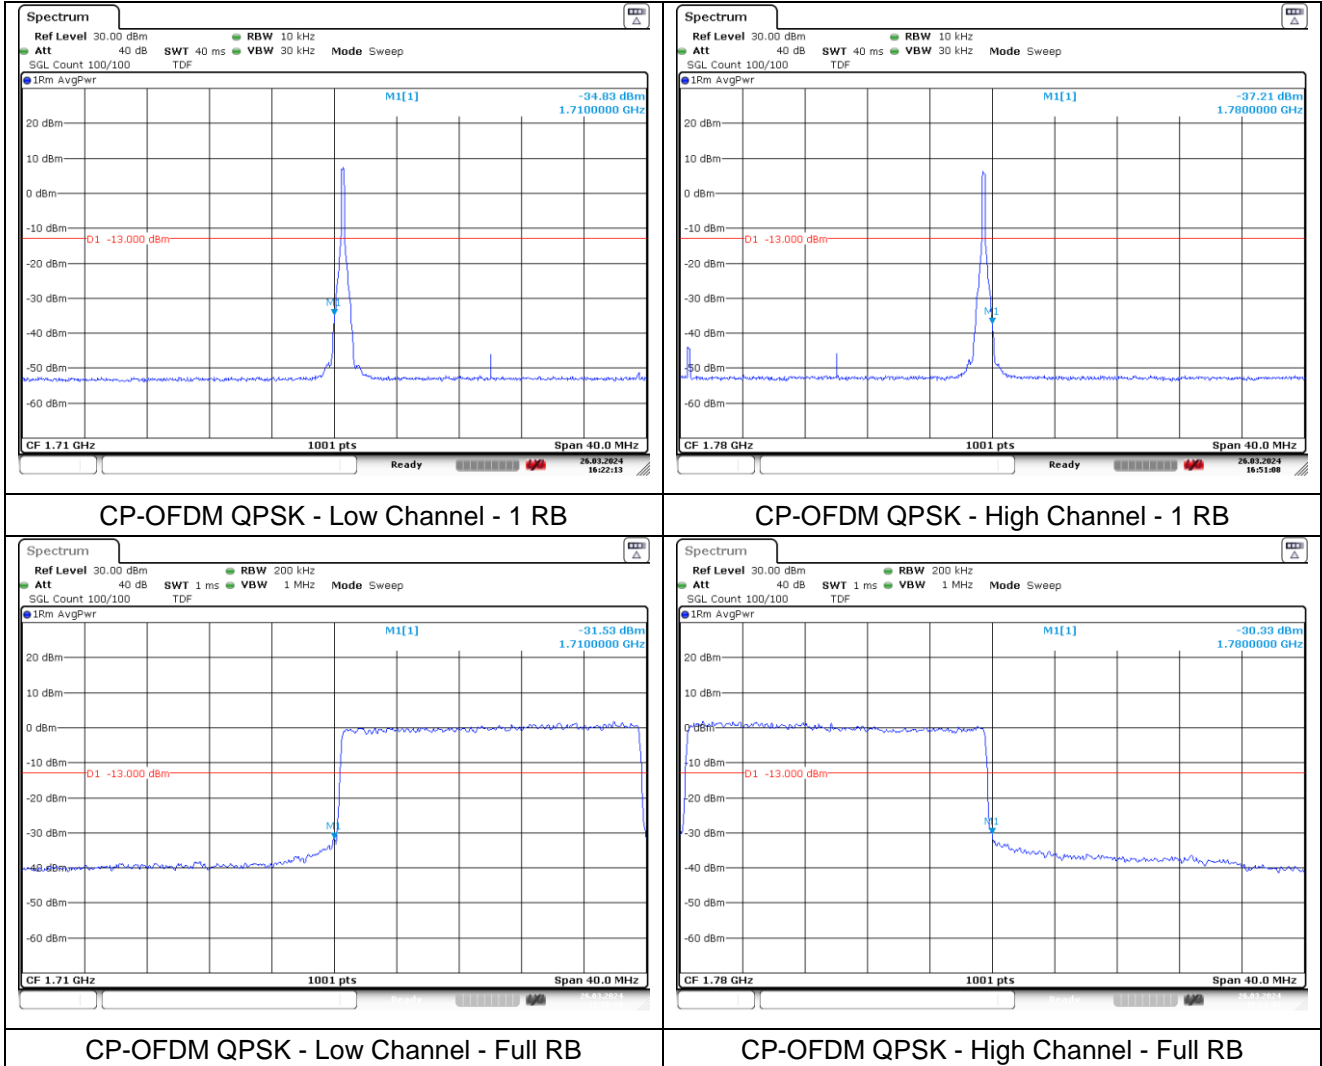 Spectrum
Ref Level 30.00 dBm RBW 10 kHz
Att 40 dB SWT 40 ms VBW 30 kHz Mode Sweep
SGL Count 100/100 TDF
1Rm AvgPwr
M1[1] -34.83 dBm
1.7100000 GHz
20 dBm
10 dBm
0 dBm
-10 dBm
D1 -13.000 dBm
-20 dBm
-30 dBm
M1
-40 dBm
-50 dBm
-60 dBm
CF 1.71 GHz 1001 pts Span 40.0 MHz
Ready 26.03.2024
16:22:13
CP-OFDM QPSK - Low Channel - 1 RB
Spectrum
Ref Level 30.00 dBm RBW 10 kHz
Att 40 dB SWT 40 ms VBW 30 kHz Mode Sweep
SGL Count 100/100 TDF
1Rm AvgPwr
M1[1] -37.21 dBm
1.7800000 GHz
20 dBm
10 dBm
0 dBm
-10 dBm
D1 -13.000 dBm
-20 dBm
-30 dBm
M1
-40 dBm
-50 dBm
-60 dBm
CF 1.78 GHz 1001 pts Span 40.0 MHz
Ready 26.03.2024
16:51:08
CP-OFDM QPSK - High Channel - 1 RB
Spectrum
Ref Level 30.00 dBm RBW 200 kHz
Att 40 dB SWT 1 ms VBW 1 MHz Mode Sweep
SGL Count 100/100 TDF
1Rm AvgPwr
M1[1] -31.53 dBm
1.7100000 GHz
20 dBm
10 dBm
0 dBm
-10 dBm
D1 -13.000 dBm
-20 dBm
-30 dBm
M1
-40 dBm
-50 dBm
-60 dBm
CF 1.71 GHz 1001 pts Span 40.0 MHz
Ready 26.03.2024
CP-OFDM QPSK - Low Channel - Full RB
Spectrum
Ref Level 30.00 dBm RBW 200 kHz
Att 40 dB SWT 1 ms VBW 1 MHz Mode Sweep
SGL Count 100/100 TDF
1Rm AvgPwr
M1[1] -30.33 dBm
1.7800000 GHz
20 dBm
10 dBm
0 dBm
-10 dBm
D1 -13.000 dBm
-20 dBm
-30 dBm
M1
-40 dBm
-50 dBm
-60 dBm
CF 1.78 GHz 1001 pts Span 40.0 MHz
Ready 26.03.2024
CP-OFDM QPSK - High Channel - Full RB